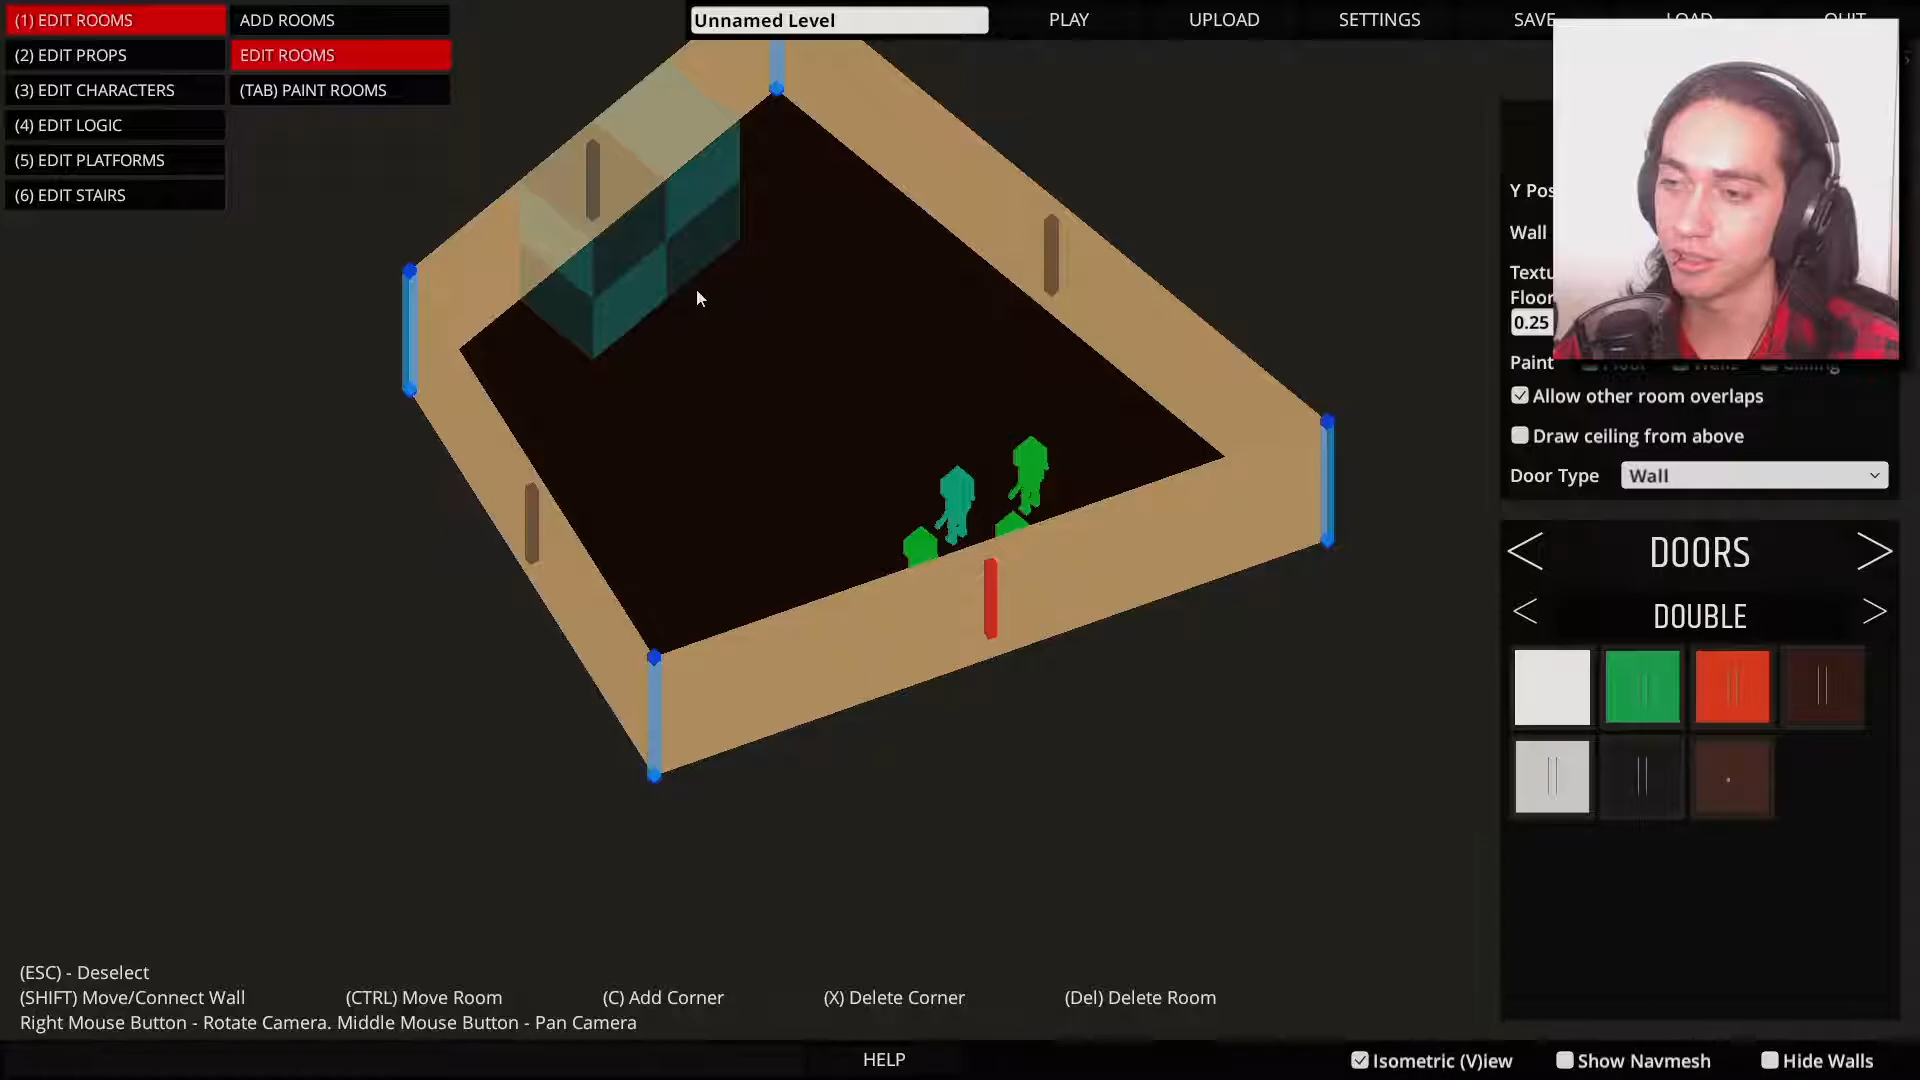 (1) EDIT ROOMS
ADD ROOMS
Unnamed Level
PLAY
UPLOAD
SETTINGS
SAVE
(2) EDIT PROPS
EDIT ROOMS
(3) EDIT CHARACTERS
(TAB) PAINT ROOMS
(4) EDIT LOGIC
(5) EDIT PLATFORMS
(6) EDIT STAIRS
Y Pos
Wall
Textu
Floor
0.25
Paint
Allow other room overlaps
Draw ceiling from above
Door Type
Wall
DOORS
DOUBLE
(ESC) - Deselect
(SHIFT) Move/Connect Wall
(CTRL) Move Room
(C) Add Corner
(X) Delete Corner
(Del) Delete Room
Right Mouse Button - Rotate Camera. Middle Mouse Button - Pan Camera
HELP
Isometric (V)iew
Show Navmesh
Hide Walls